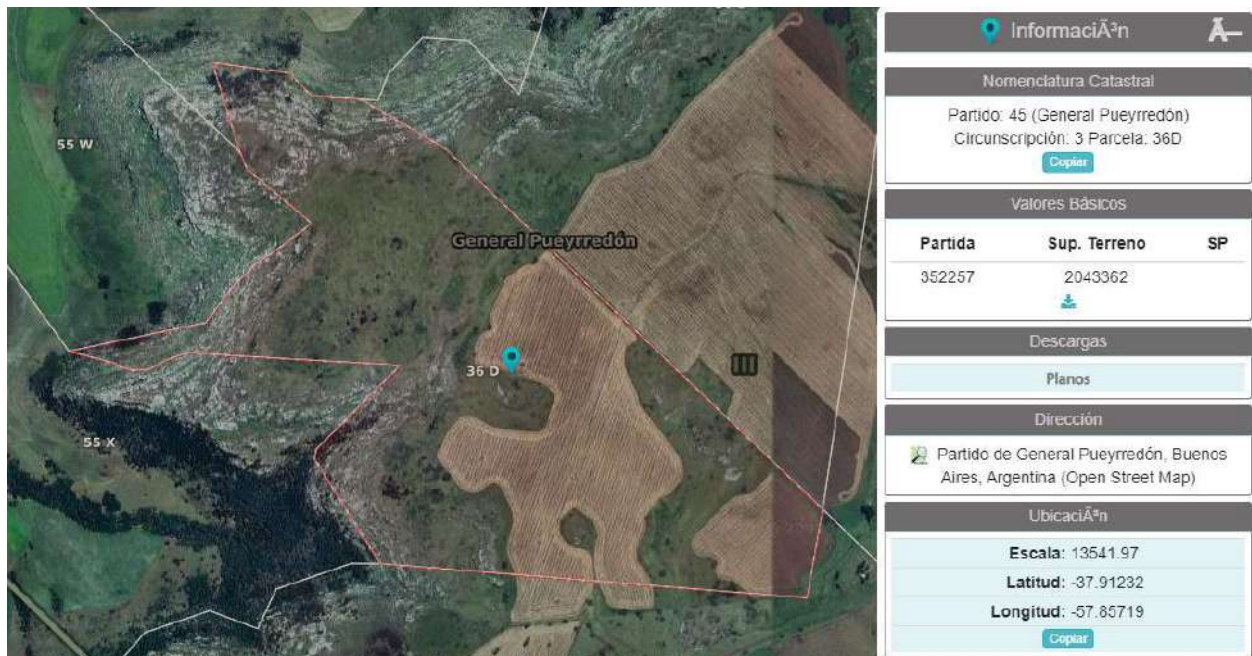 55 W
General Pueyrredón
III
36 D
55 X
InformaciÃ³n
Ã—
Nomenclatura Catastral
Partido: 45 (General Pueyrredón)
Circunscripción: 3 Parcela: 36D
Copiar
Valores Básicos
Partida Sup. Terreno SP
352257 2043362
Descargas
Planos
Dirección
Partido de General Pueyrredón, Buenos
Aires, Argentina (Open Street Map)
UbicaciÃ³n
Escala: 13541.97
Latitud: -37.91232
Longitud: -57.85719
Copiar